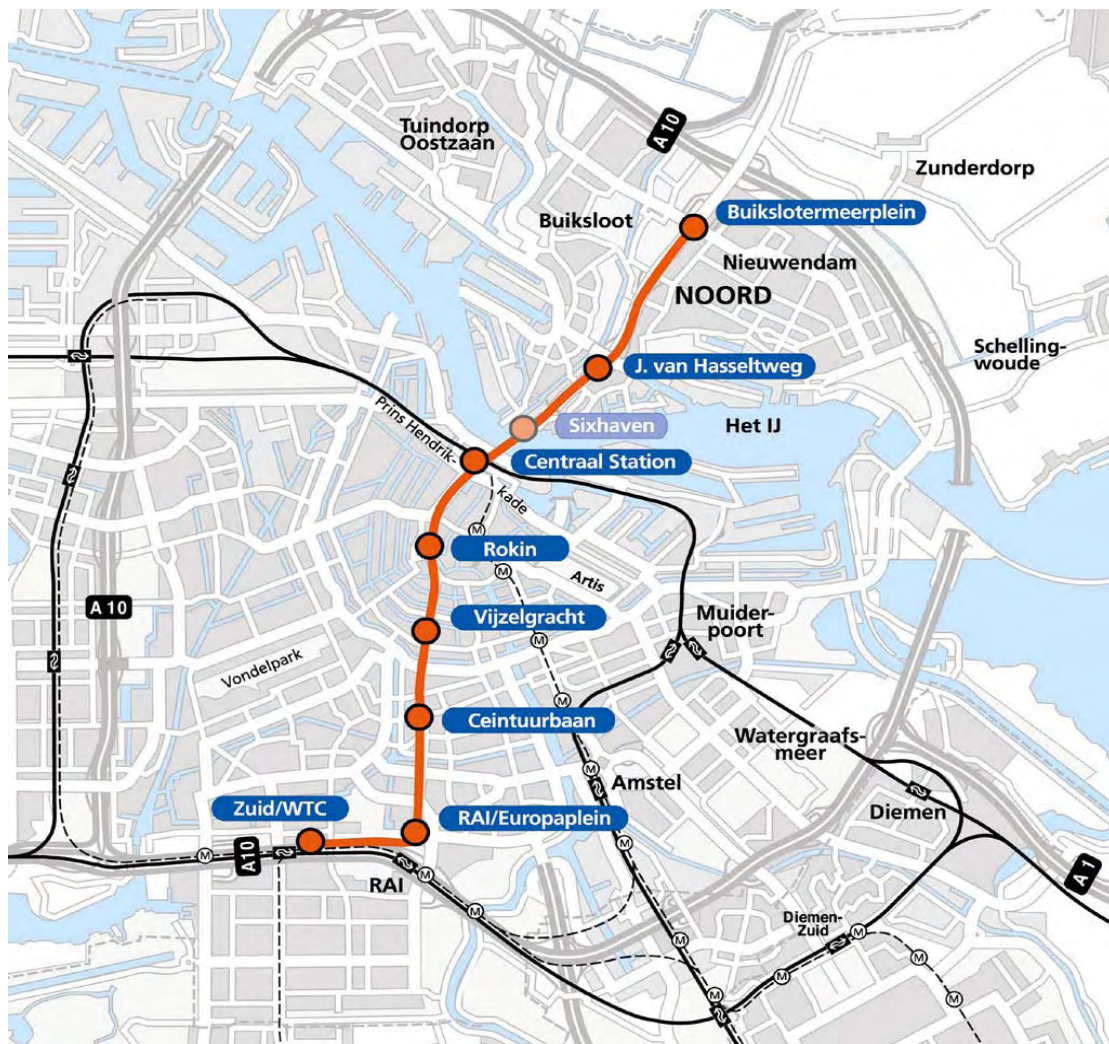 A 10
Tuindorp
Oostzaan
Zunderdorp
Buiksloot
Buikslotermeerplein
Nieuwendam
NOORD
Schelling-
woude
J. van Hasseltweg
Prins Hendrik-
kade
Sixhaven
Het IJ
Centraal Station
M
Rokin
M
Artis
A 10
Vijzelgracht
M
Muider-
poort
Vondelpark
M
Ceintuurbaan
Watergraafs-
meer
M
Amstel
Zuid/WTC
RAI/Europaplein
Diemen
M
A10
M
A 1
RAI
M
M
Diemen-
Zuid
M
M
M
M
M
M